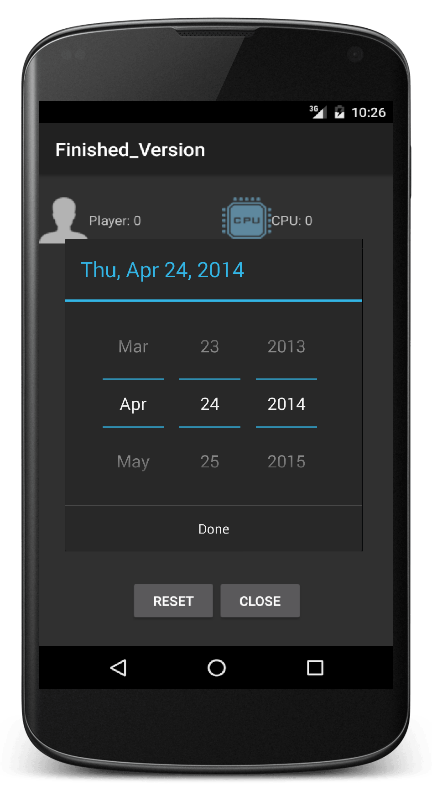 3G 10:26
Finished_Version
Player: 0 CPU CPU: 0
Thu, Apr 24, 2014
Mar 23 2013
Apr 24 2014
May 25 2015
Done
RESET CLOSE